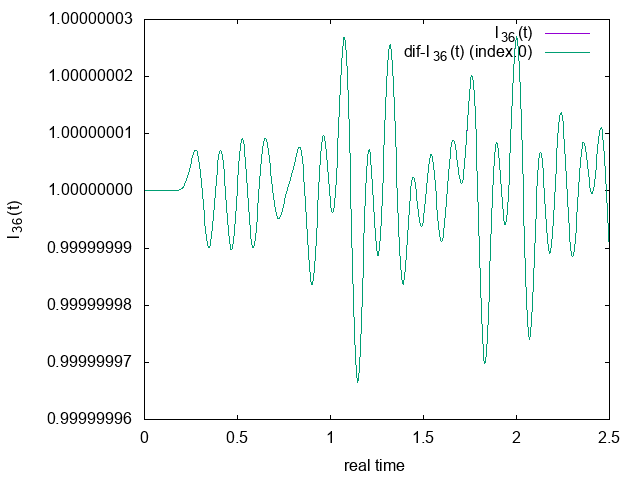 1.00000003
1.00000002
1.00000001
1.00000000
0.99999999
0.99999998
0.99999997
0.99999996
0 0.5 1 1.5 2 2.5
I36(t)
real time
I36(t)
dif-I36(t) (index 0)